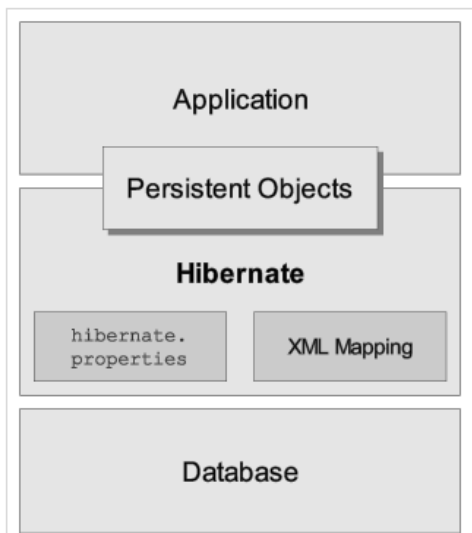 Application
Persistent Objects
Hibernate
hibernate.
properties
XML Mapping
Database